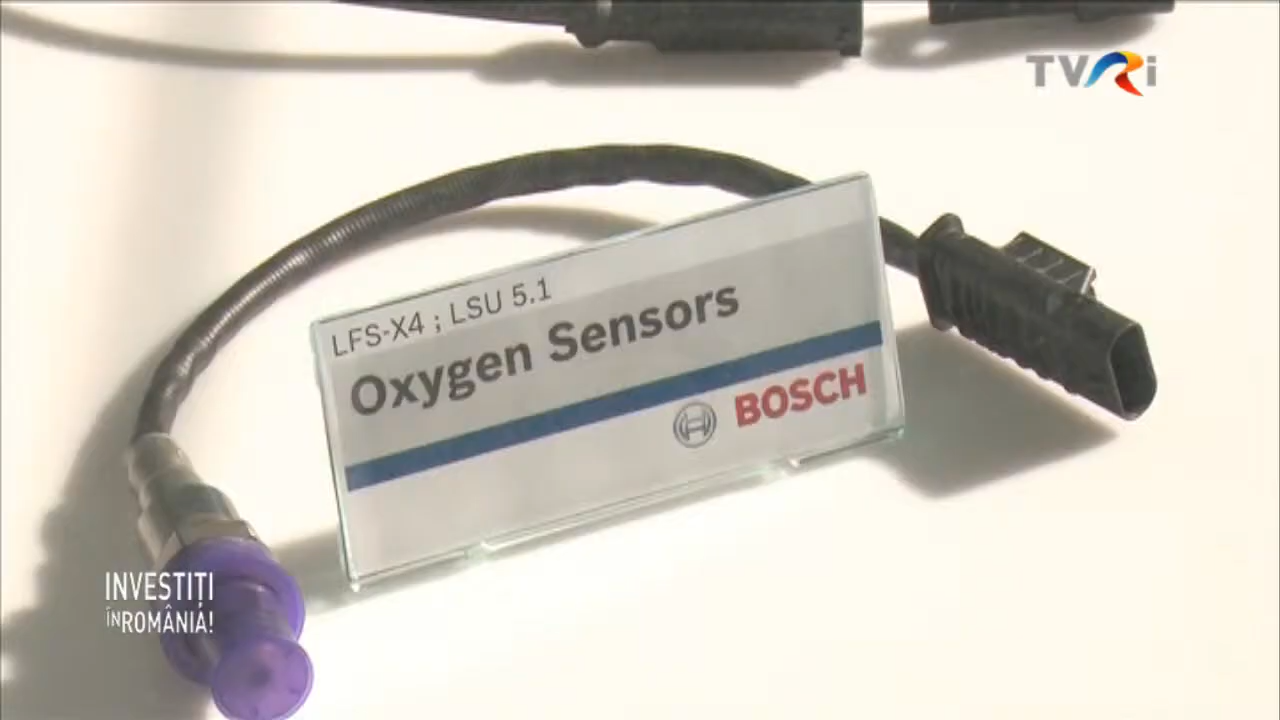 TVRi
LFS-X4 ; LSU 5.1
Oxygen Sensors
BOSCH
INVESTIȚI
ÎN ROMÂNIA!